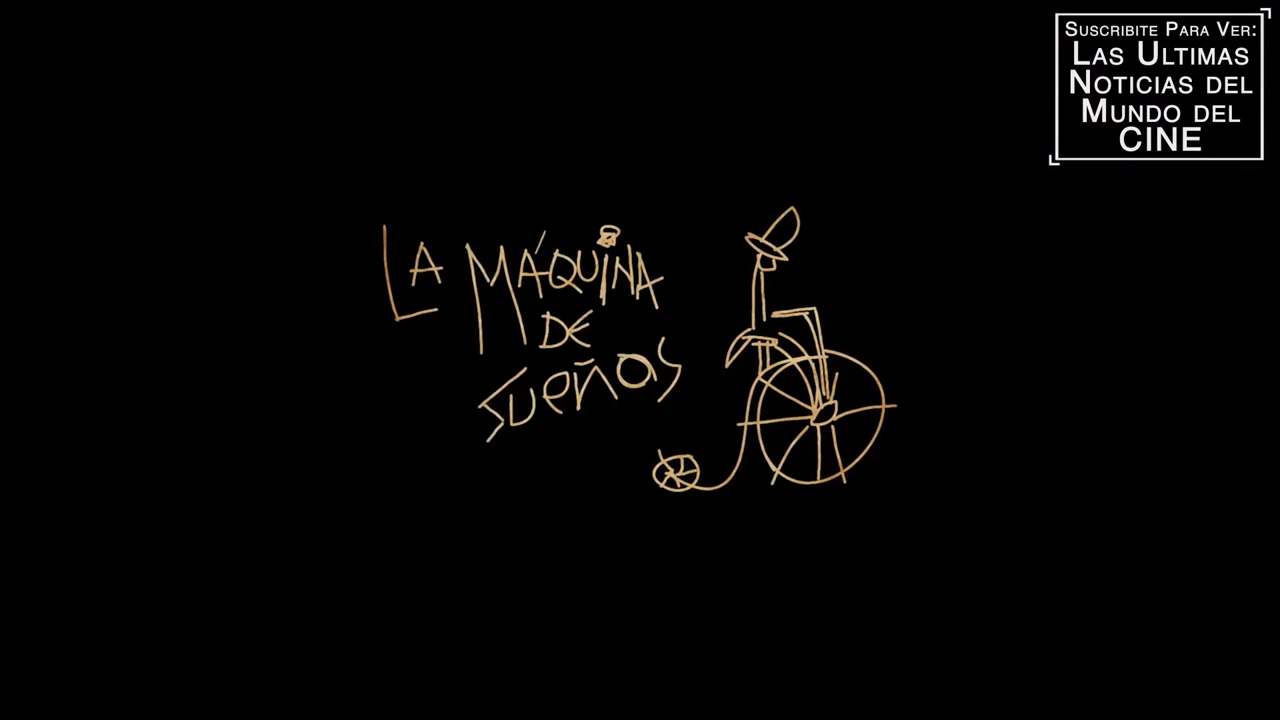 LA MÁQUINA
DE
SUEÑOS
SUSCRIBITE PARA VER:
LAS ULTIMAS
NOTICIAS DEL
MUNDO DEL
CINE